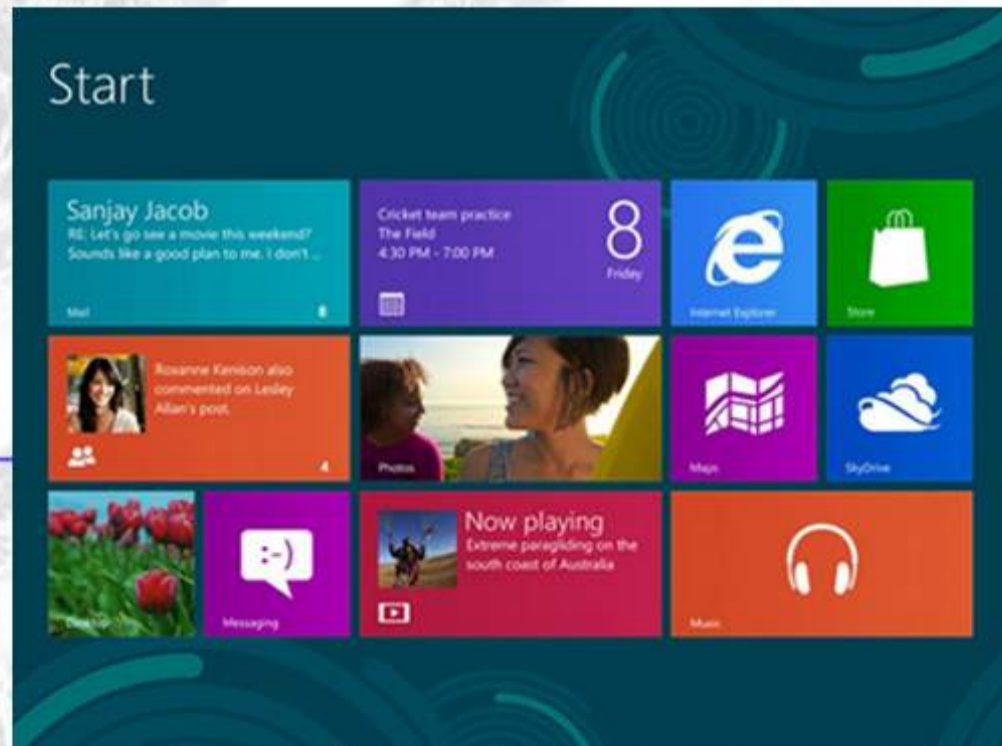 Start
Sanjay Jacob
RE: Let's go see a movie this weekend?
Sounds like a good plan to me. I don't ...
Mail
8
Cricket team practice
The Field
4:30 PM - 7:00 PM
8
Friday
Internet Explorer
Store
Roxanne Kenison also
commented on Lesley
Allan's post.
4
Photos
Maps
SkyDrive
Desktop
:-)
Messaging
Now playing
Extreme paragliding on the
south coast of Australia
Music